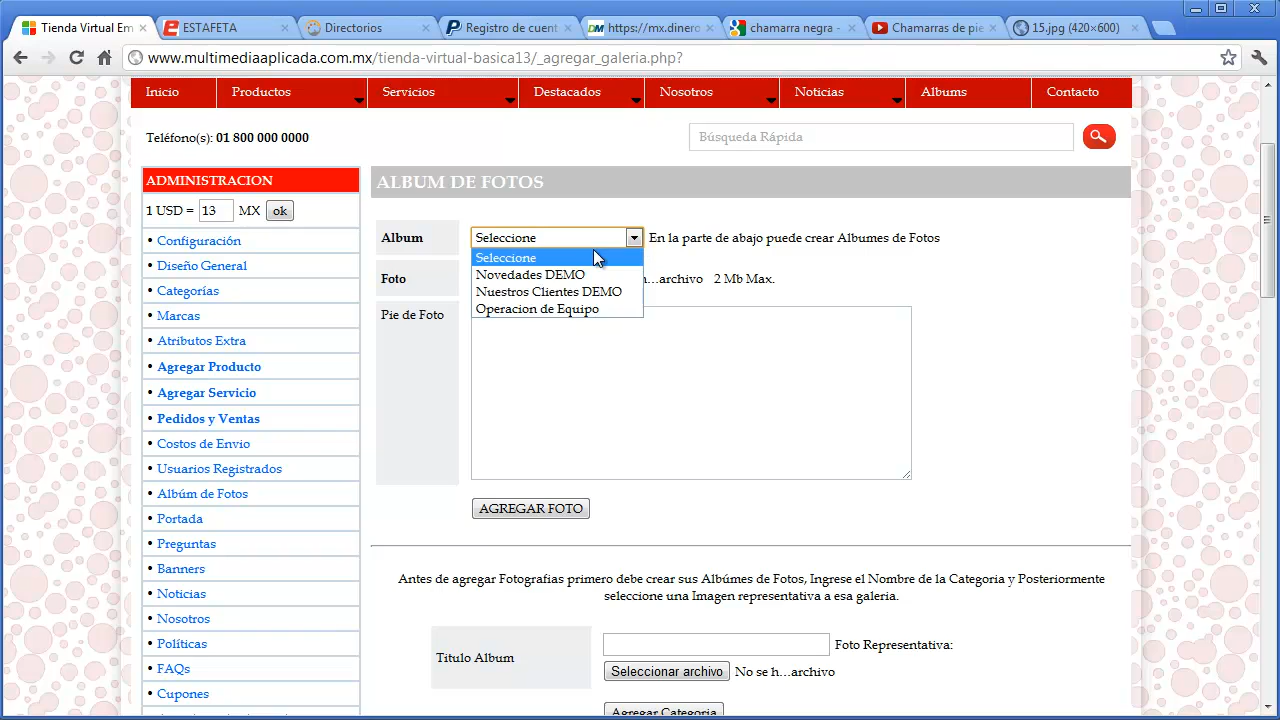 Tienda Virtual Em
ESTAFETA
Directorios
Registro de cuent
https://mx.dinero
chamarra negra -
Chamarras de pie
15.jpg (420×600)
www.multimediaaplicada.com.mx/tienda-virtual-basica13/_agregar_galeria.php?
Inicio
Productos
Servicios
Destacados
Nosotros
Noticias
Albums
Contacto
Teléfono(s): 01 800 000 0000
Búsqueda Rápida
ADMINISTRACION
1 USD = 13 MX ok
• Configuración
• Diseño General
• Categorías
• Marcas
• Atributos Extra
• Agregar Producto
• Agregar Servicio
• Pedidos y Ventas
• Costos de Envio
• Usuarios Registrados
• Albúm de Fotos
• Portada
• Preguntas
• Banners
• Noticias
• Nosotros
• Políticas
• FAQs
• Cupones
ALBUM DE FOTOS
Album
Seleccione
En la parte de abajo puede crear Albumes de Fotos
Seleccione
Novedades DEMO
Nuestros Clientes DEMO
Operacion de Equipo
Foto
...archivo 2 Mb Max.
Pie de Foto
AGREGAR FOTO
Antes de agregar Fotografias primero debe crear sus Albúmes de Fotos, Ingrese el Nombre de la Categoria y Posteriormente
seleccione una Imagen representativa a esa galeria.
Titulo Album
Foto Representativa:
Seleccionar archivo No se h...archivo
Agregar Categoria